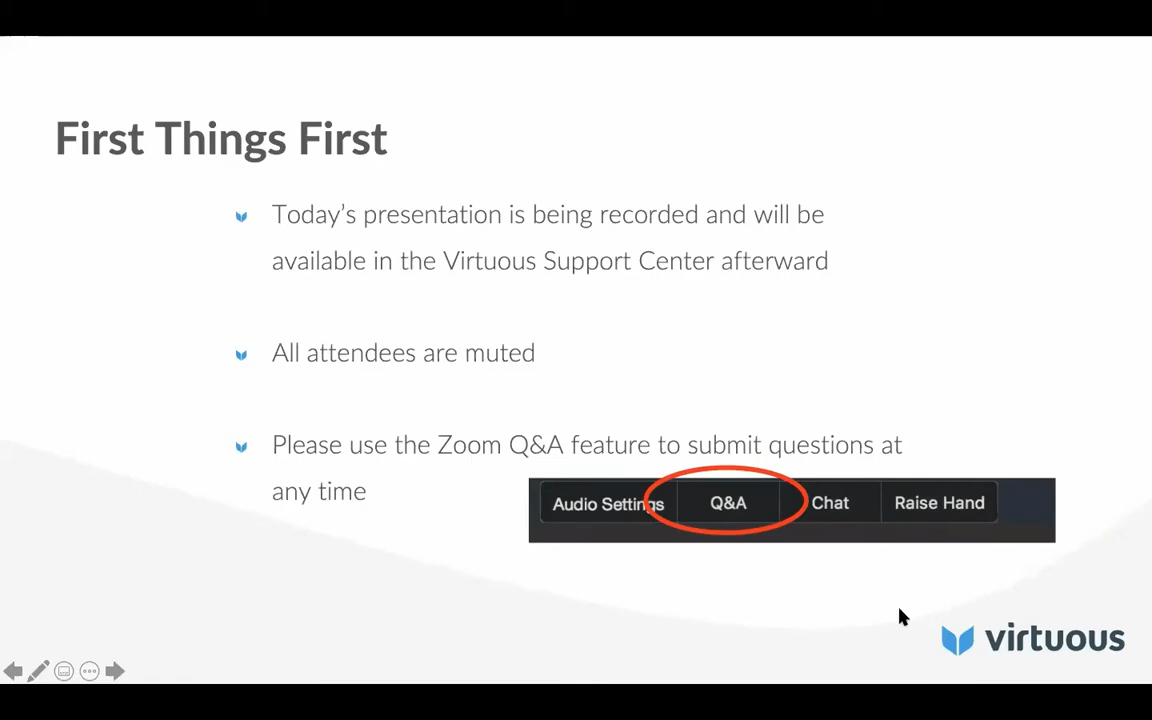 First Things First
Today's presentation is being recorded and will be
available in the Virtuous Support Center afterward
All attendees are muted
Please use the Zoom Q&A feature to submit questions at
any time
Audio Settings Q&A Chat Raise Hand
virtuous